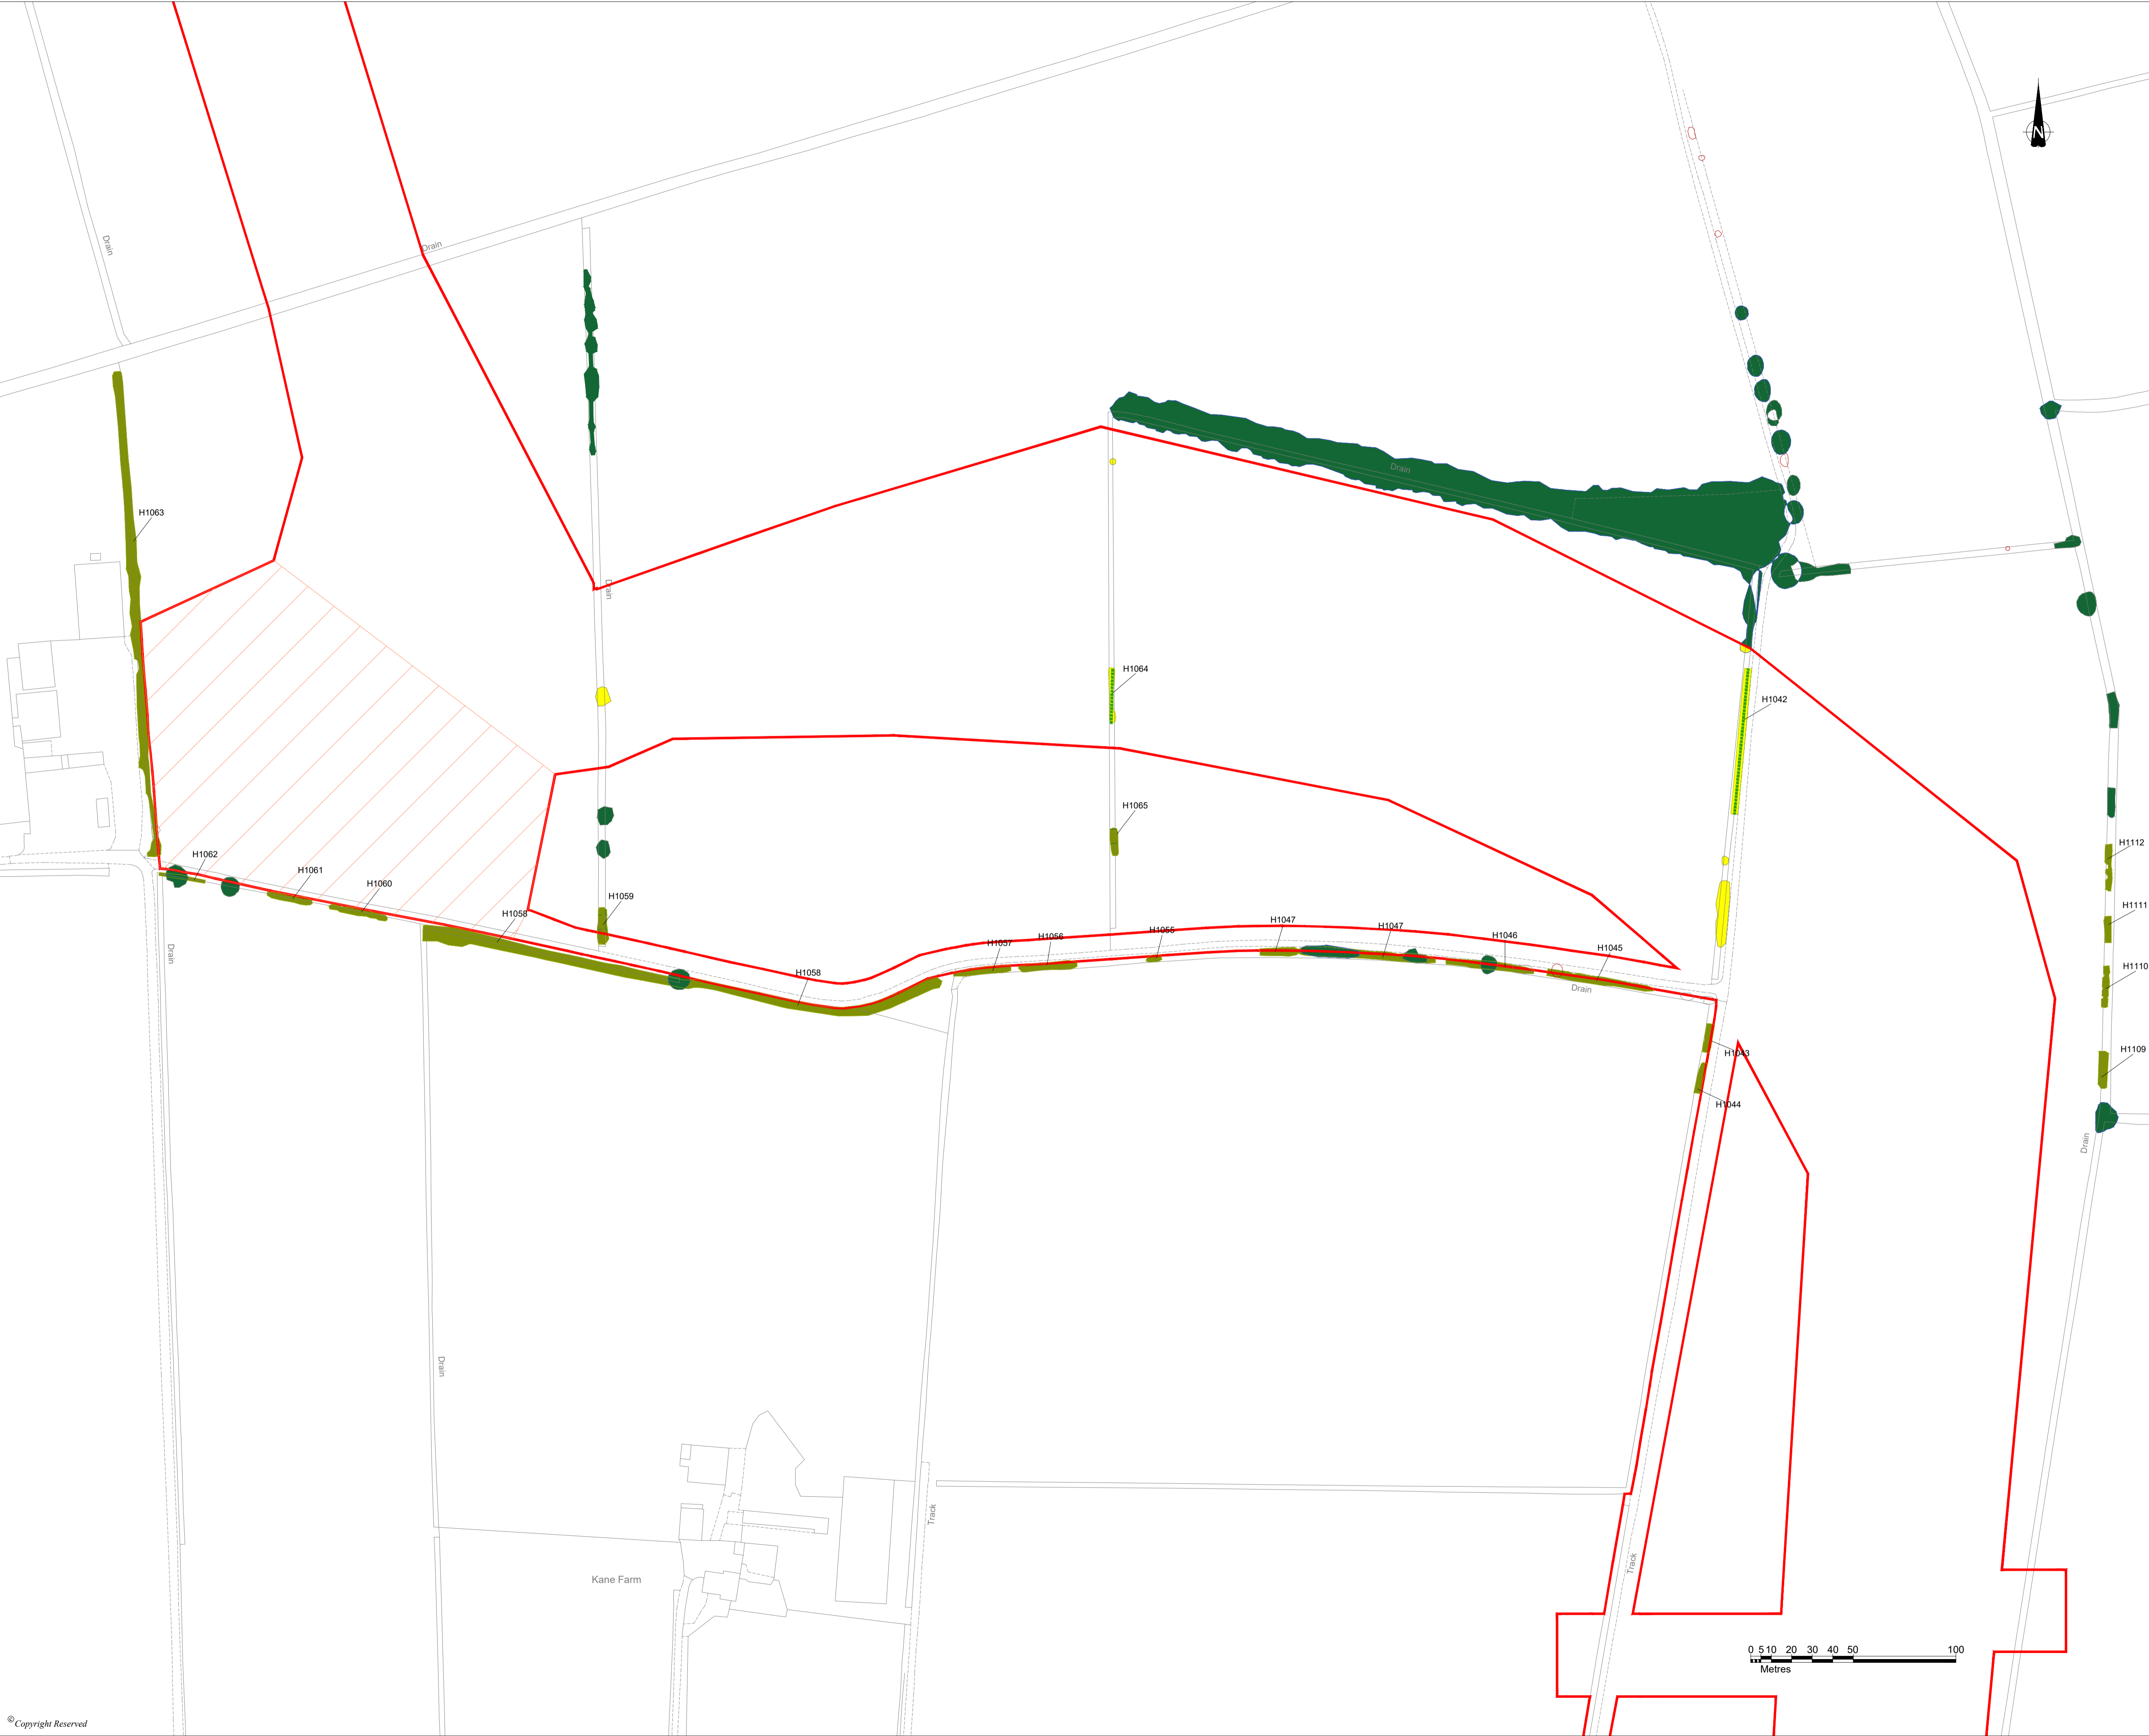 N
Drain
Drain
Drain
H1063
Drain
H1064
H1042
H1065
H1112
H1062
H1061
H1060
H1059
H1058
H1057
H1056
H1055
H1047
H1047
H1046
H1045
H1111
H1110
H1058
Drain
Drain
H1043
H1109
H1044
Drain
Drain
Track
Track
Kane Farm
0 5 10 20 30 40 50 100
Metres
© Copyright Reserved